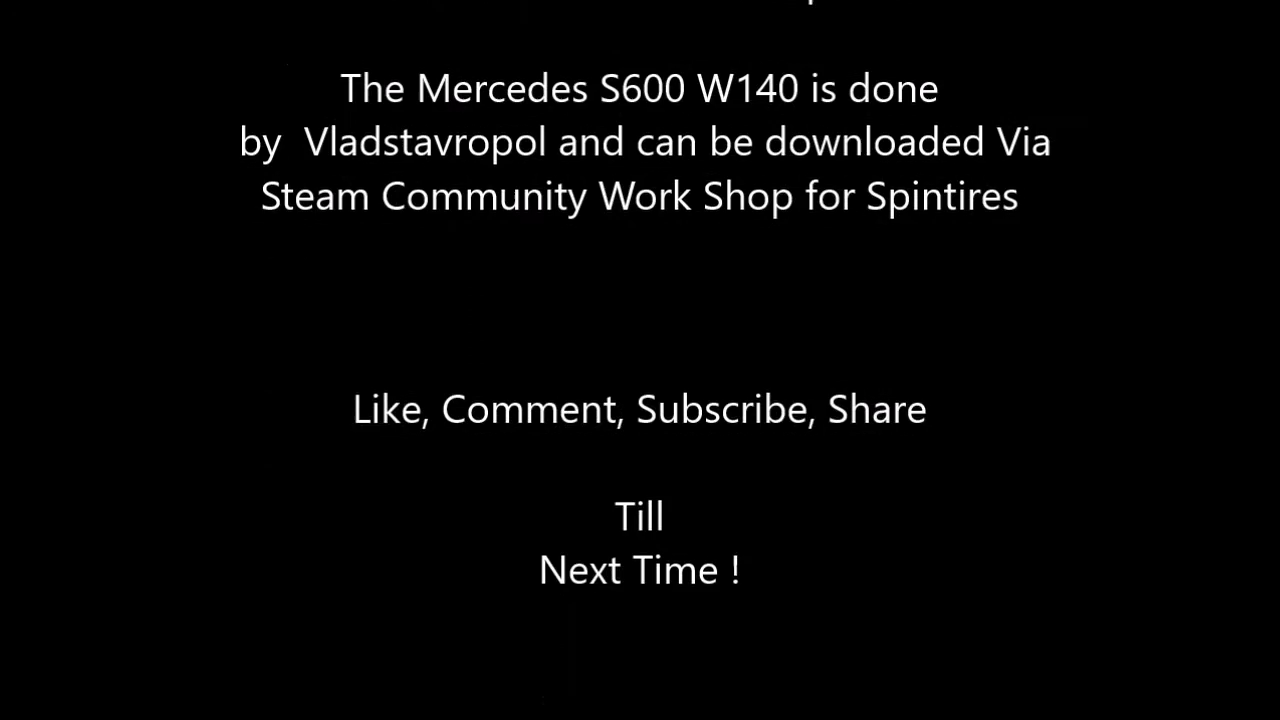 The Mercedes S600 W140 is done
by  Vladstavropol and can be downloaded Via
Steam Community Work Shop for Spintires
Like, Comment, Subscribe, Share
Till
Next Time !